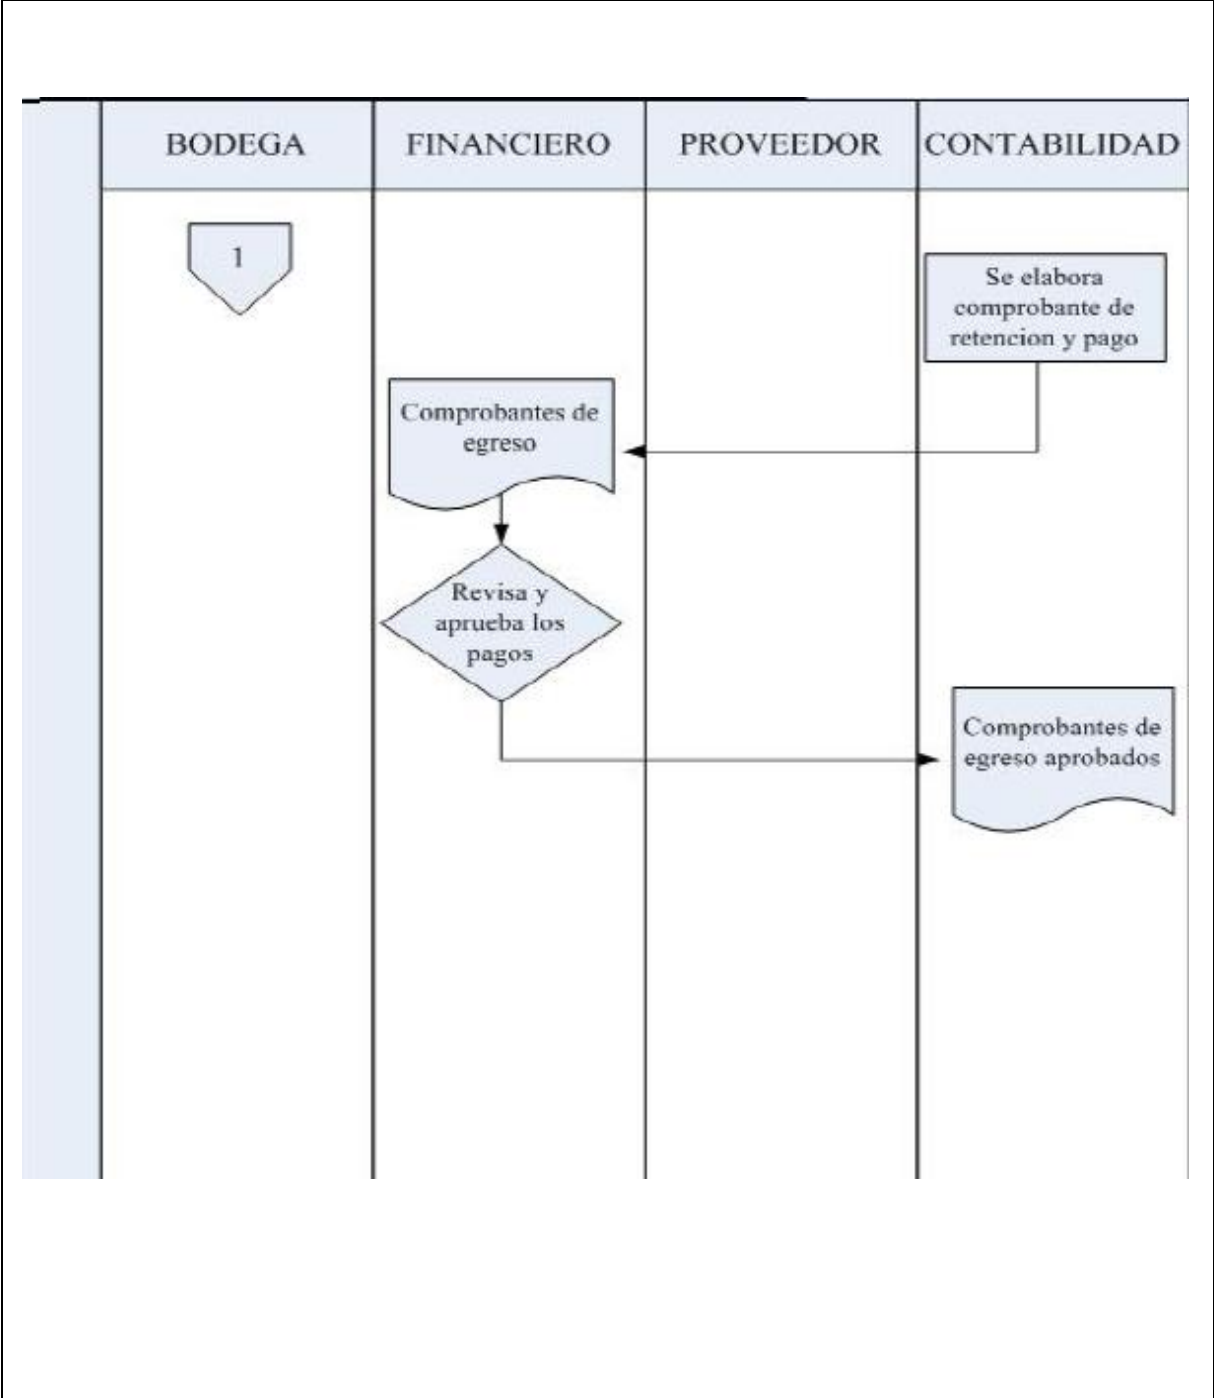 BODEGA
FINANCIERO
PROVEEDOR
CONTABILIDAD
1
Se elabora
comprobante de
retencion y pago
Comprobantes de
egreso
Revisa y
aprueba los
pagos
Comprobantes de
egreso aprobados